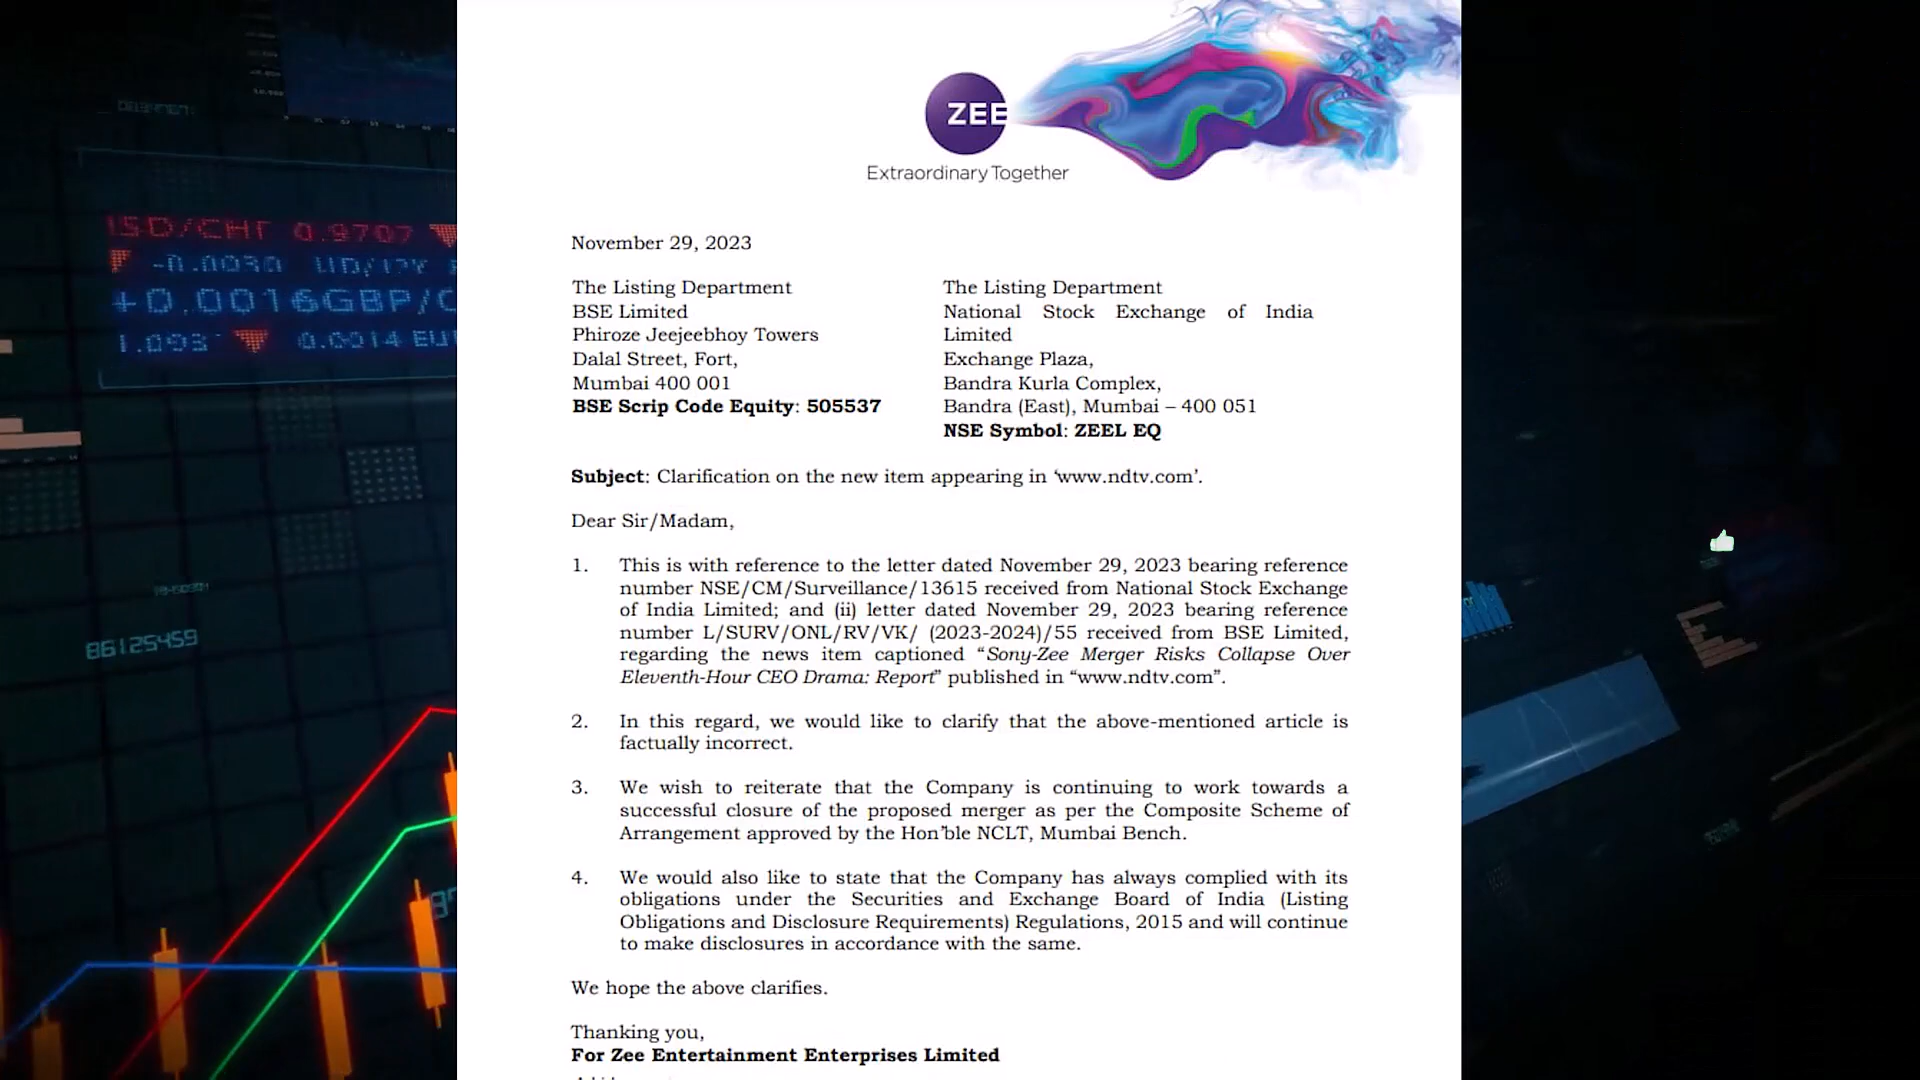 ZEE
Extraordinary Together
November 29, 2023
The Listing Department
BSE Limited
Phiroze Jeejeebhoy Towers
Dalal Street, Fort,
Mumbai 400 001
BSE Scrip Code Equity: 505537
The Listing Department
National Stock Exchange of India
Limited
Exchange Plaza,
Bandra Kurla Complex,
Bandra (East), Mumbai – 400 051
NSE Symbol: ZEEL EQ
Subject: Clarification on the new item appearing in ‘www.ndtv.com’.
Dear Sir/Madam,
1. This is with reference to the letter dated November 29, 2023 bearing reference
number NSE/CM/Surveillance/13615 received from National Stock Exchange
of India Limited; and (ii) letter dated November 29, 2023 bearing reference
number L/SURV/ONL/RV/VK/ (2023-2024)/55 received from BSE Limited,
regarding the news item captioned “Sony-Zee Merger Risks Collapse Over
Eleventh-Hour CEO Drama: Report” published in “www.ndtv.com”.
2. In this regard, we would like to clarify that the above-mentioned article is
factually incorrect.
3. We wish to reiterate that the Company is continuing to work towards a
successful closure of the proposed merger as per the Composite Scheme of
Arrangement approved by the Hon’ble NCLT, Mumbai Bench.
4. We would also like to state that the Company has always complied with its
obligations under the Securities and Exchange Board of India (Listing
Obligations and Disclosure Requirements) Regulations, 2015 and will continue
to make disclosures in accordance with the same.
We hope the above clarifies.
Thanking you,
For Zee Entertainment Enterprises Limited
0.9707
+0.0016 GBP/
0.0014 EU
86125459